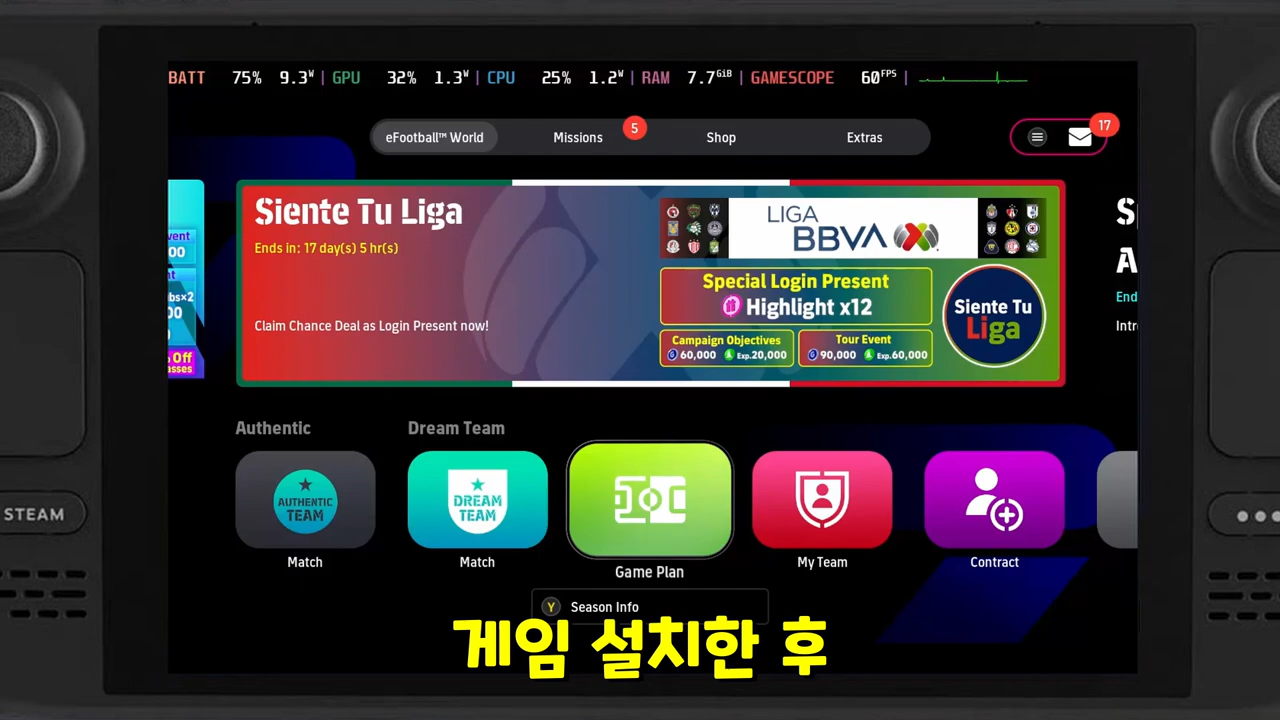 BATT 75% 9.3W | GPU 32% 1.3W | CPU 25% 1.2W | RAM 7.7GiB | GAMESCOPE 60FPS |
eFootball™ World
Missions
5
Shop
Extras
17
Siente Tu Liga
Ends in: 17 day(s) 5 hr(s)
Claim Chance Deal as Login Present now!
LIGA
BBVA
Special Login Present
Highlight x12
Campaign Objectives
60,000 Exp.20,000
Tour Event
90,000 Exp.60,000
Siente Tu
Liga
End
Authentic
Dream Team
AUTHENTIC
TEAM
DREAM
TEAM
Match
Match
Game Plan
My Team
Contract
Y Season Info
STEAM
게임 설치한 후